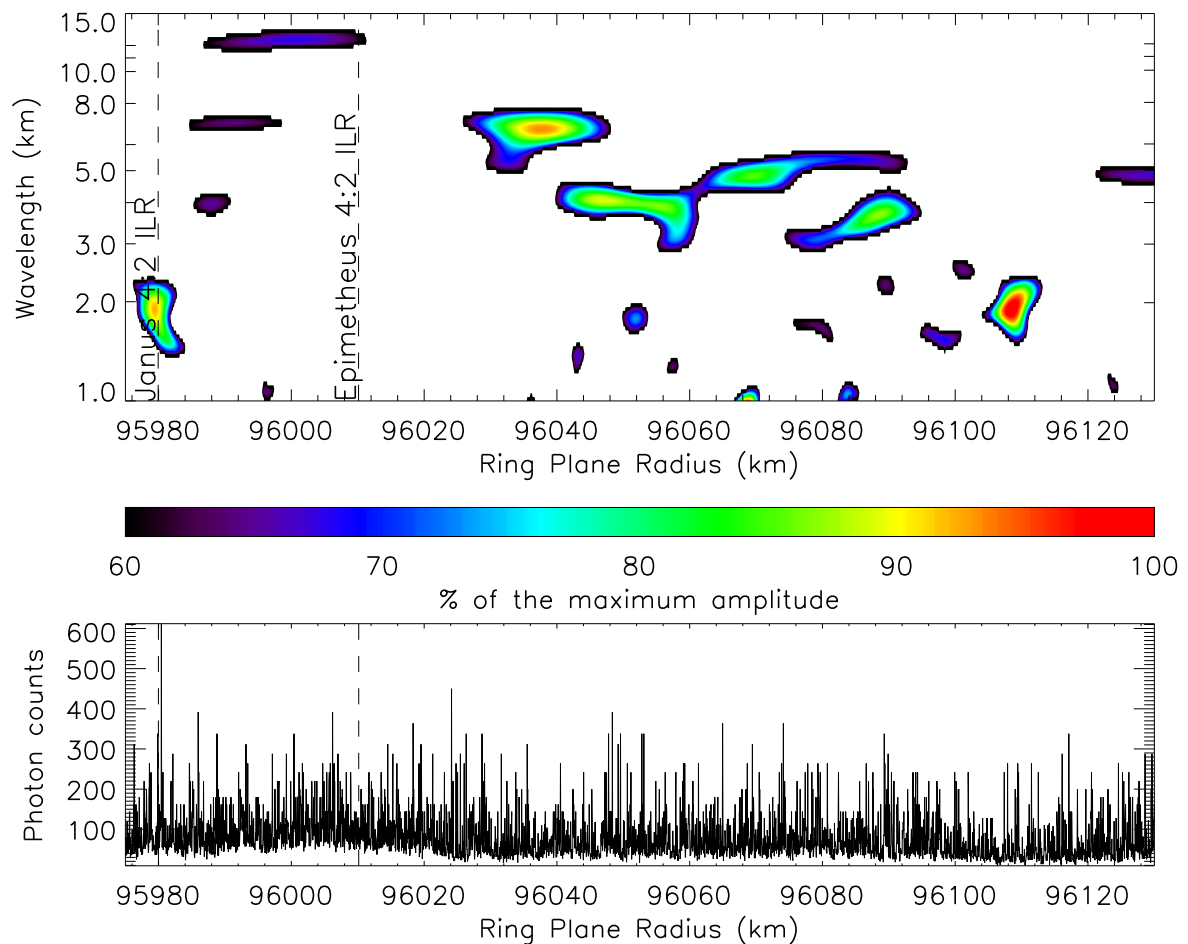 15.0
10.0
8.0
5.0
3.0
2.0
1.0
Wavelength (km)
Janus 4:2 ILR
Epimetheus 4:2 ILR
95980 96000 96020 96040 96060 96080 96100 96120
Ring Plane Radius (km)
60 70 80 90 100
% of the maximum amplitude
600
500
400
300
200
100
Photon counts
95980 96000 96020 96040 96060 96080 96100 96120
Ring Plane Radius (km)